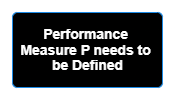 Performance
Measure P needs to
be Defined